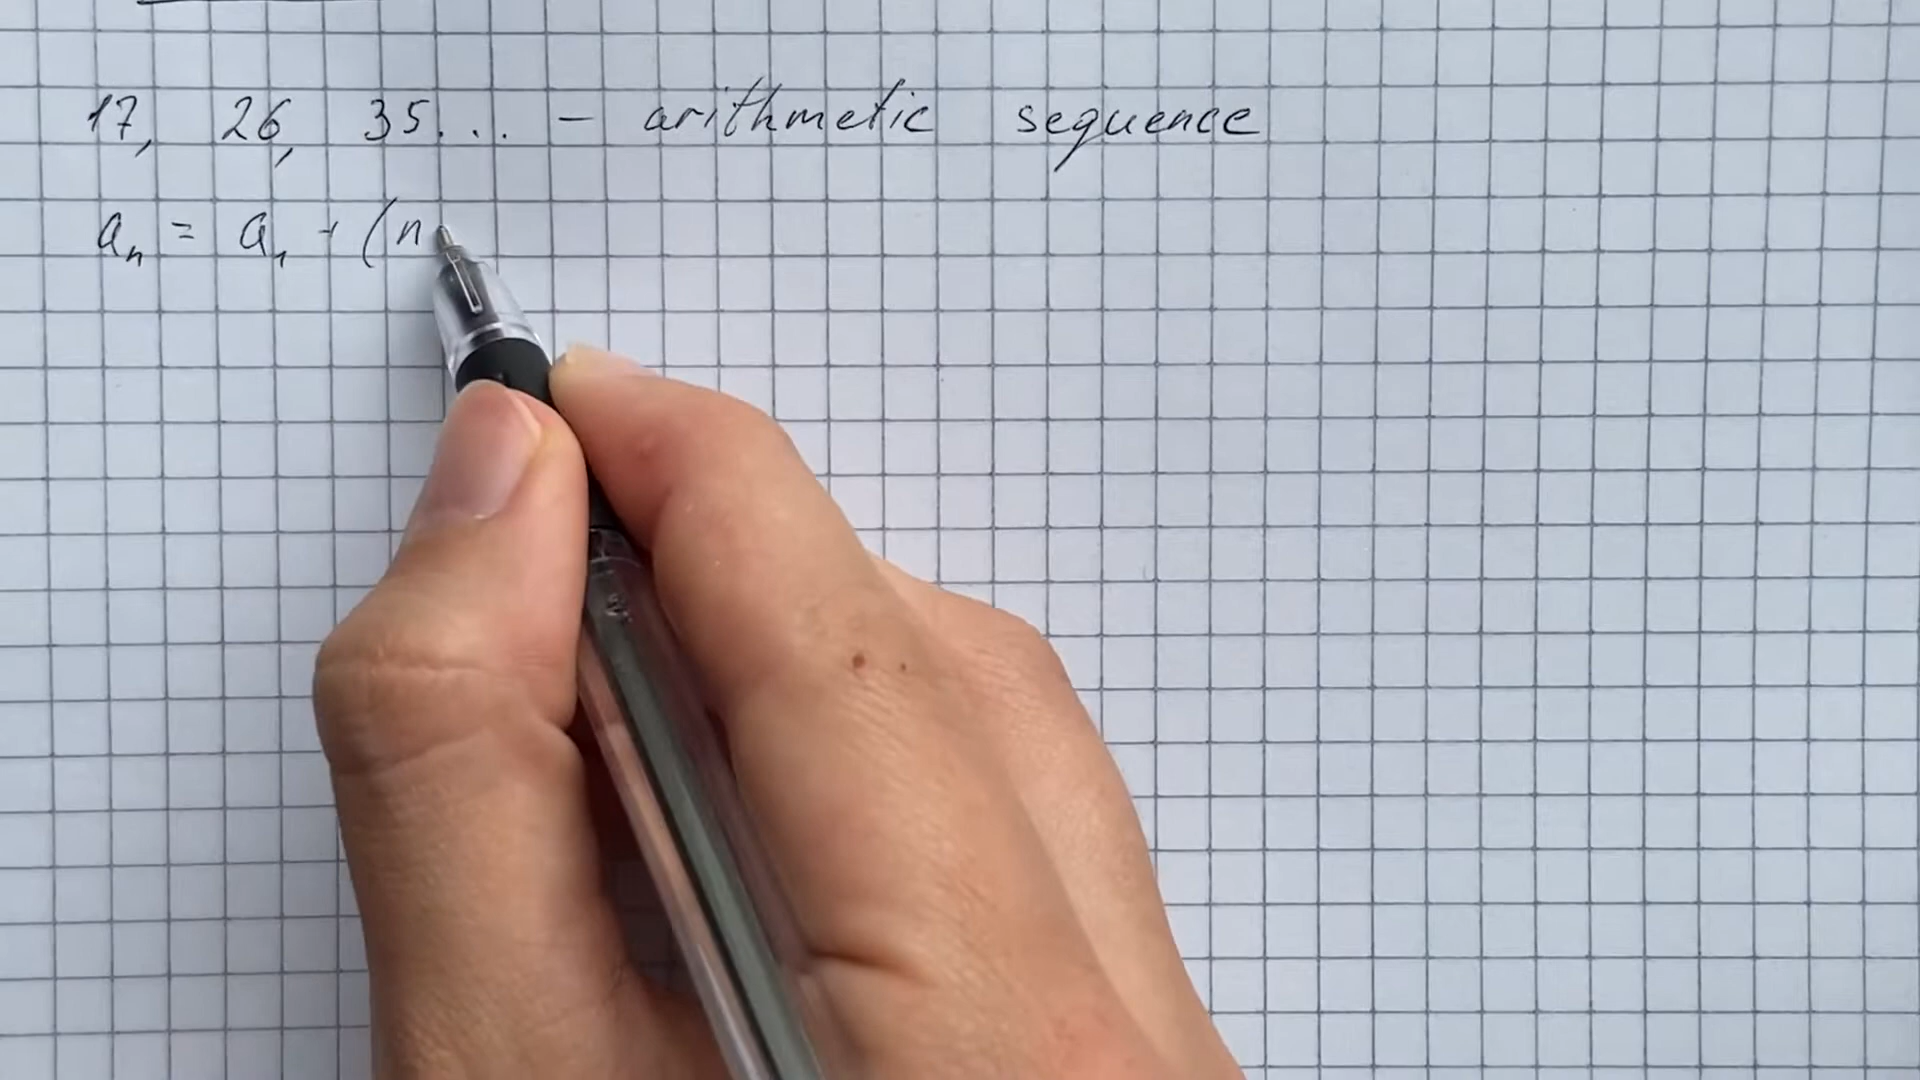 17, 26, 35... - arithmetic sequence
aₙ = a₁ + (n